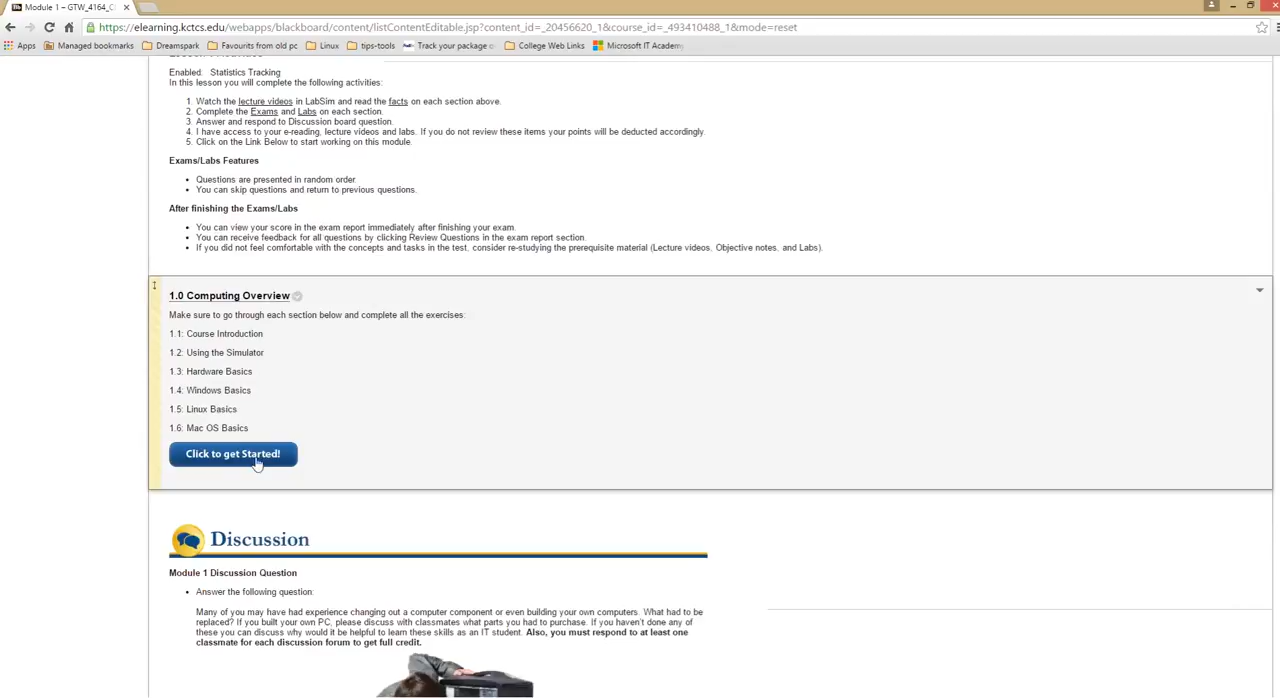 Module 1 – GTW_4164_C
https://elearning.kctcs.edu/webapps/blackboard/content/listContentEditable.jsp?content_id=_20456620_1&course_id=_493410488_1&mode=reset
Apps Managed bookmarks Dreamspark Favourits from old pc Linux tips-tools Track your package o College Web Links Microsoft IT Academy
Enabled: Statistics Tracking
In this lesson you will complete the following activities:
1. Watch the lecture videos in LabSim and read the facts on each section above.
2. Complete the Exams and Labs on each section.
3. Answer and respond to Discussion board question.
4. I have access to your e-reading, lecture videos and labs. If you do not review these items your points will be deducted accordingly.
5. Click on the Link Below to start working on this module.
Exams/Labs Features
Questions are presented in random order.
You can skip questions and return to previous questions.
After finishing the Exams/Labs
You can view your score in the exam report immediately after finishing your exam.
You can receive feedback for all questions by clicking Review Questions in the exam report section.
If you did not feel comfortable with the concepts and tasks in the test, consider re-studying the prerequisite material (Lecture videos, Objective notes, and Labs).
1.0 Computing Overview
Make sure to go through each section below and complete all the exercises:
1.1: Course Introduction
1.2: Using the Simulator
1.3: Hardware Basics
1.4: Windows Basics
1.5: Linux Basics
1.6: Mac OS Basics
Click to get Started!
Discussion
Module 1 Discussion Question
Answer the following question:
Many of you may have had experience changing out a computer component or even building your own computers. What had to be
replaced? If you built your own PC, please discuss with classmates what parts you had to purchase. If you haven't done any of
these you can discuss why would it be helpful to learn these skills as an IT student. Also, you must respond to at least one
classmate for each discussion forum to get full credit.